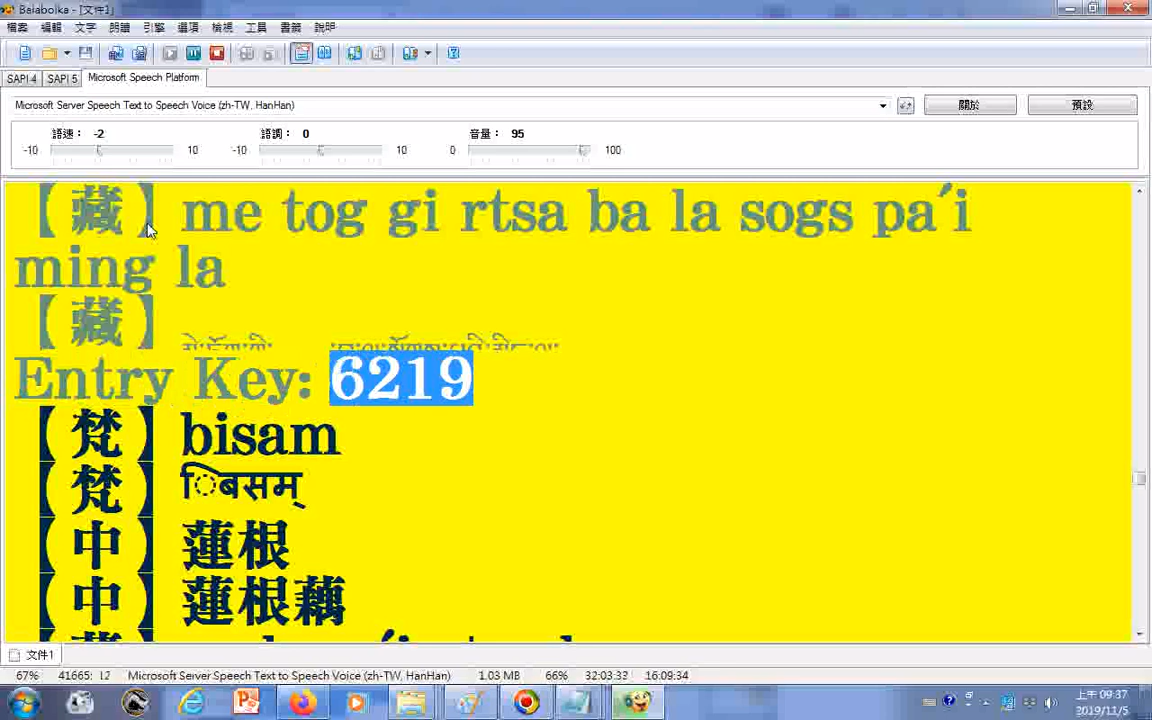 Balabolka - [文件1]
檔案 編輯 文字 朗讀 引擎 選項 檢視 工具 書籤 說明
SAPI 4 SAPI 5 Microsoft Speech Platform
Microsoft Server Speech Text to Speech Voice (zh-TW, HanHan) 關於 預設
語速： -2 語調： 0 音量： 95
-10 10 -10 10 0 100
【藏】 me tog gi rtsa ba la sogs pa'i
ming la
【藏】
Entry Key: 6219
【梵】 bisam
【梵】 िबसम्
【中】 蓮根
【中】 蓮根藕
文件1
67% 41665: 12 Microsoft Server Speech Text to Speech Voice (zh-TW, HanHan) 1.03 MB 66% 32:03:33 16:09:34
上午 09:37
2019/11/5